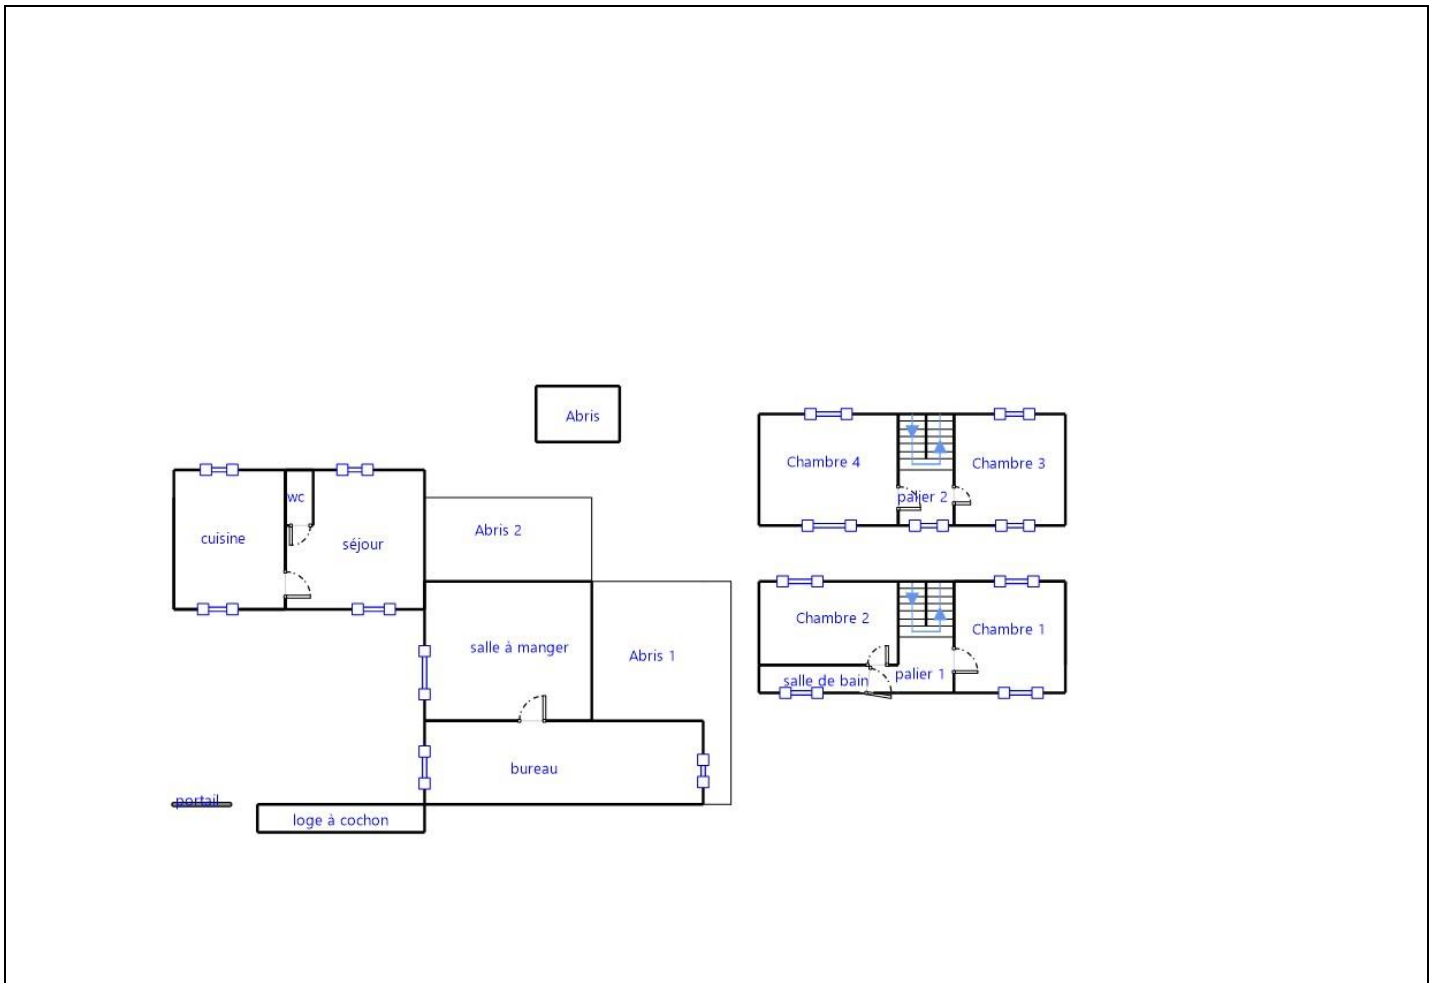 Abris
Chambre 4
Chambre 3
wc
palier 2
Abris 2
cuisine
séjour
Chambre 2
Chambre 1
salle à manger
Abris 1
palier 1
salle de bain
bureau
portail
loge à cochon